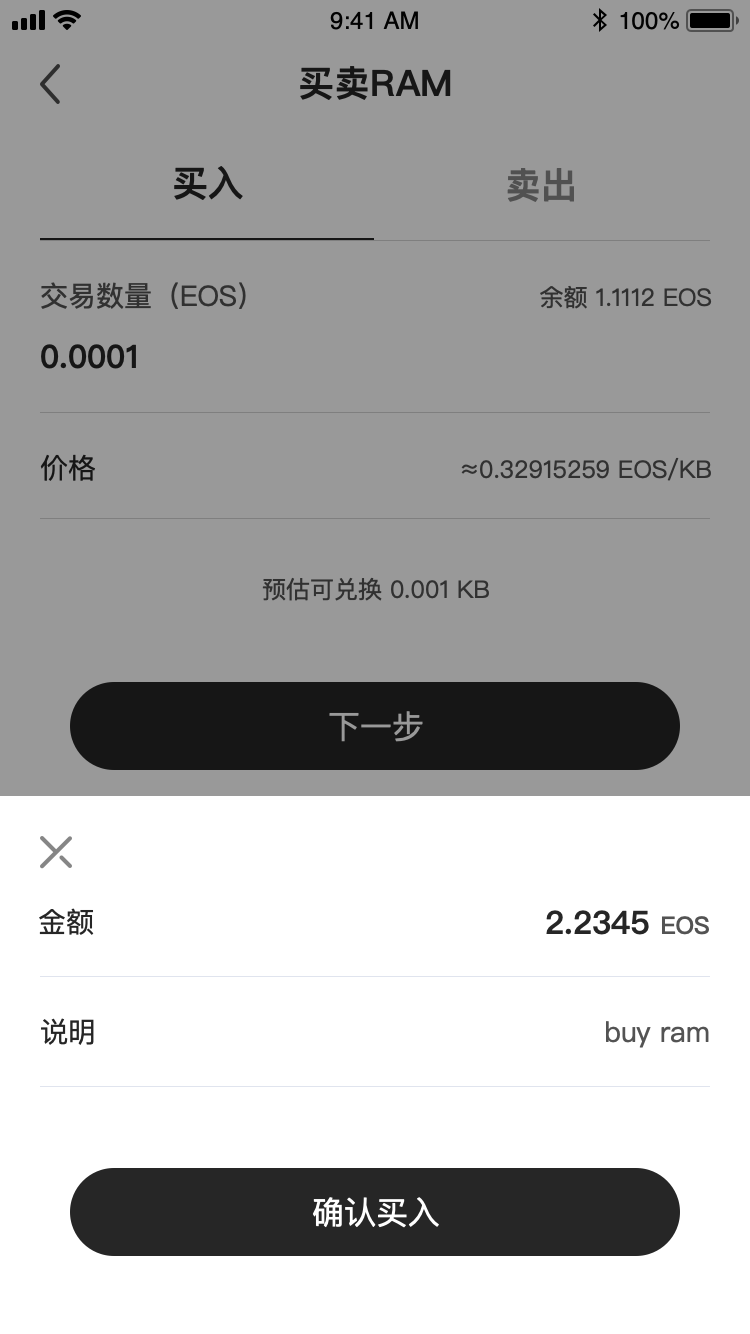 9:41 AM 100%
买卖RAM
买入 卖出
交易数量（EOS） 余额 1.1112 EOS
0.0001
价格 ≈0.32915259 EOS/KB
预估可兑换 0.001 KB
下一步
金额 2.2345 EOS
说明 buy ram
确认买入